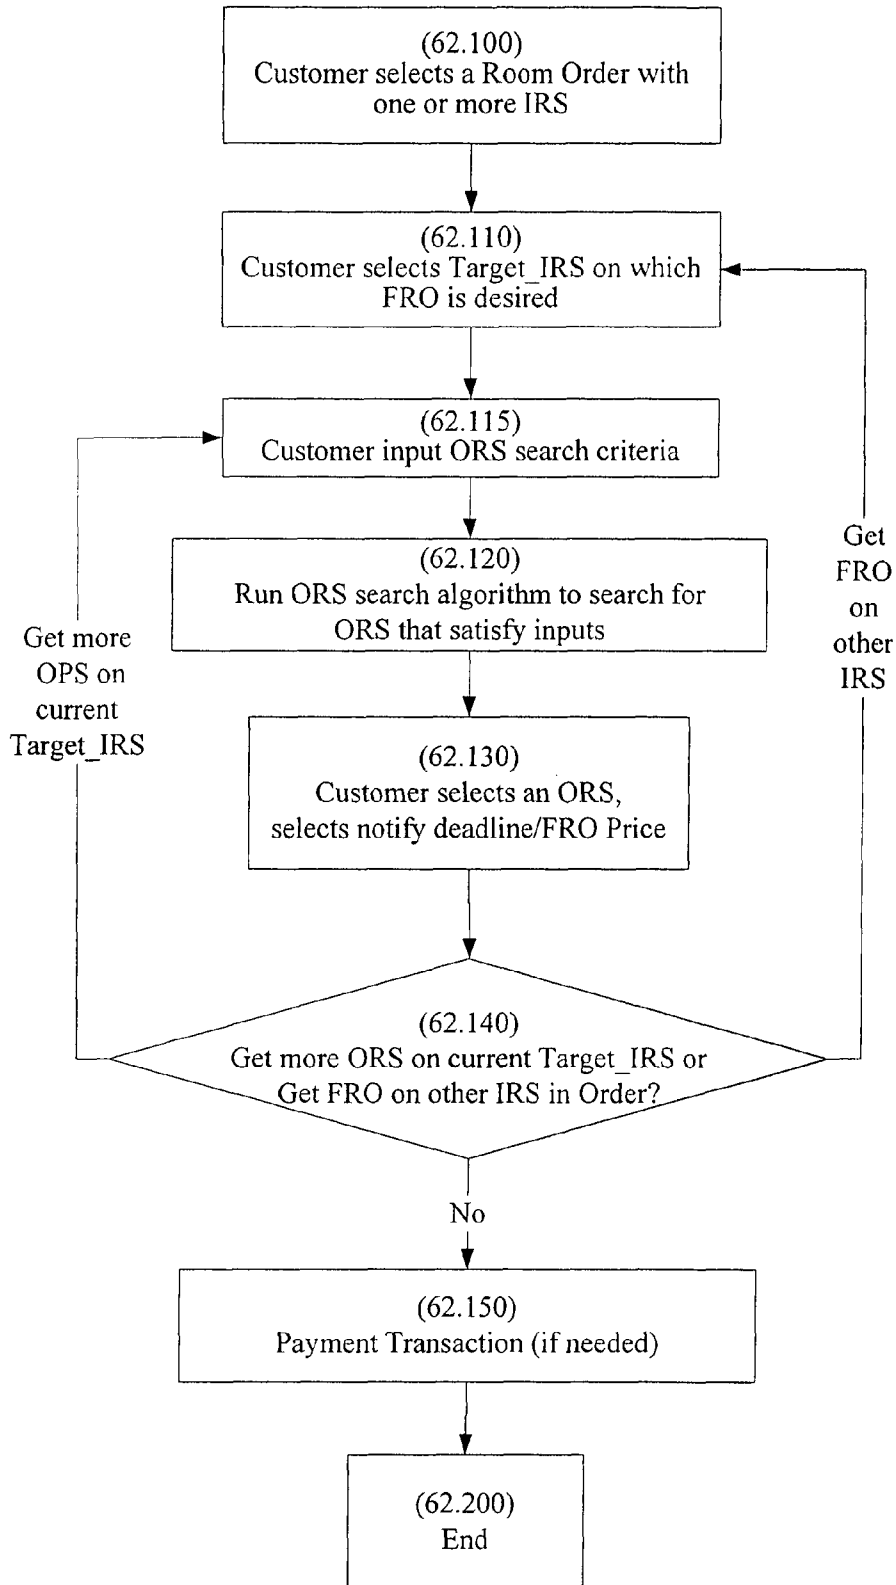 (62.100)
Customer selects a Room Order with
one or more IRS
(62.110)
Customer selects Target_IRS on which
FRO is desired
(62.115)
Customer input ORS search criteria
(62.120)
Run ORS search algorithm to search for
ORS that satisfy inputs
Get more
OPS on
current
Target_IRS
Get
FRO
on
other
IRS
(62.130)
Customer selects an ORS,
selects notify deadline/FRO Price
(62.140)
Get more ORS on current Target_IRS or
Get FRO on other IRS in Order?
No
(62.150)
Payment Transaction (if needed)
(62.200)
End